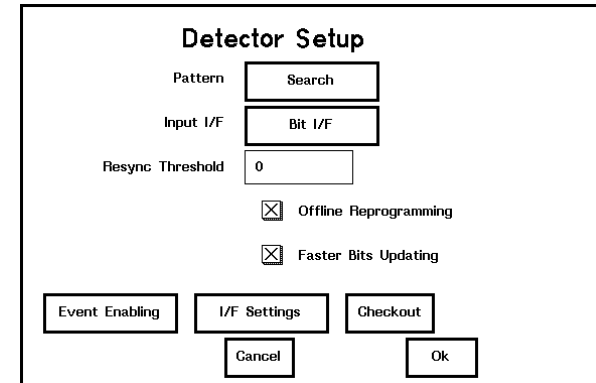 Detector Setup
Pattern Search
Input I/F Bit I/F
Resync Threshold 0
Offline Reprogramming
Faster Bits Updating
Event Enabling I/F Settings Checkout
Cancel Ok